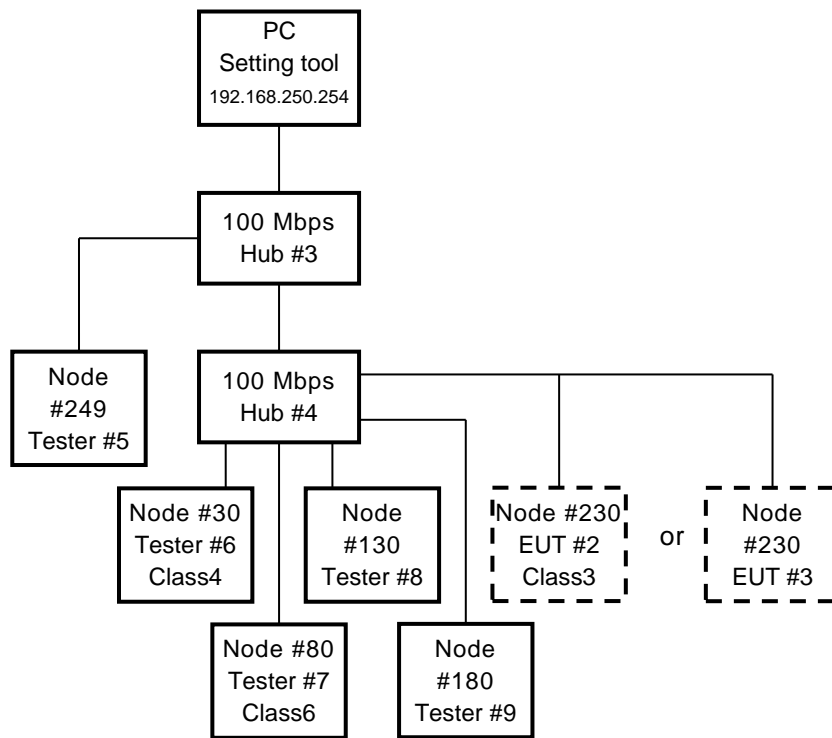 PC
Setting tool
192.168.250.254
100 Mbps
Hub #3
Node
#249
Tester #5
100 Mbps
Hub #4
Node #30
Tester #6
Class4
Node
#130
Tester #8
Node #230
EUT #2
Class3
or
Node
#230
EUT #3
Node #80
Tester #7
Class6
Node
#180
Tester #9